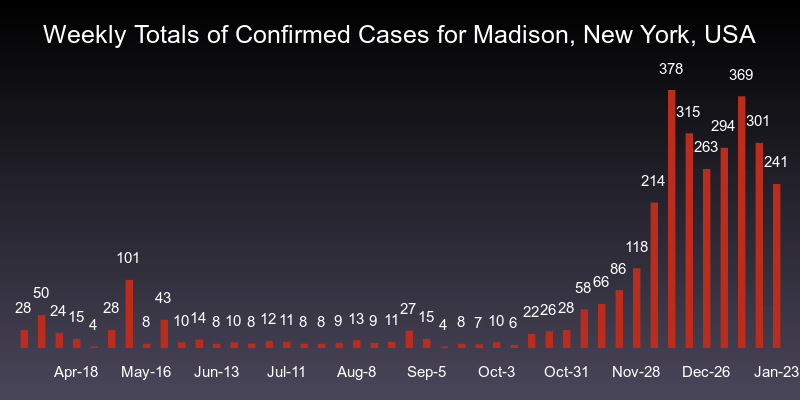 Weekly Totals of Confirmed Cases for Madison, New York, USA
28 50 24 15 4 28 101 8 43 10 14 8 10 8 12 11 8 8 9 13 9 11 27 15 4 8 7 10 6 22 26 28 58 66 86 118 214 378 315 263 294 369 301 241
Apr-18 May-16 Jun-13 Jul-11 Aug-8 Sep-5 Oct-3 Oct-31 Nov-28 Dec-26 Jan-23